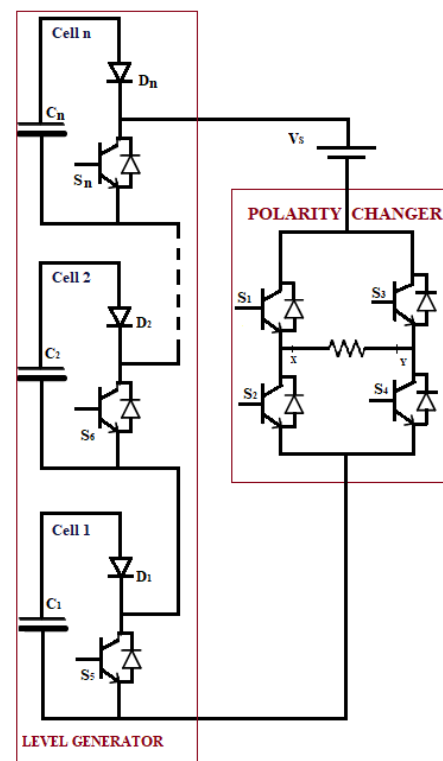 Cell n
Dn
Cn
Sn
Vs
POLARITY CHANGER
S1
S3
X
Y
S2
S4
Cell 2
D2
C2
S6
Cell 1
D1
C1
S5
LEVEL GENERATOR